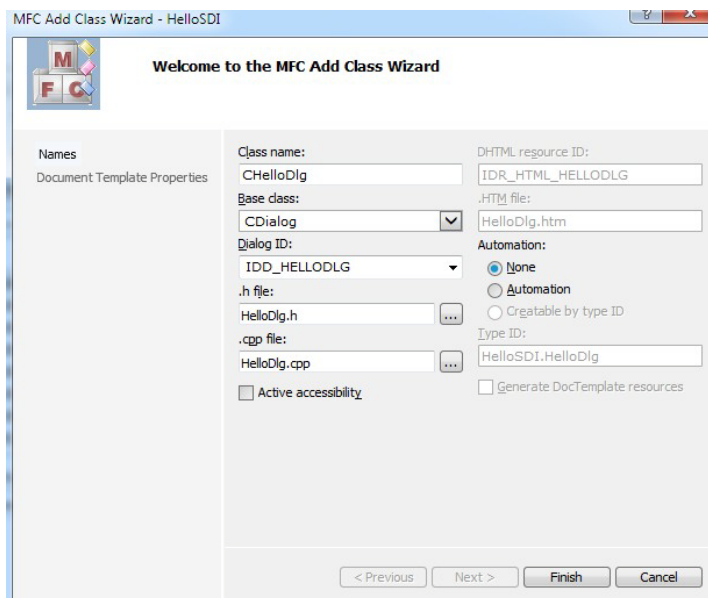 MFC Add Class Wizard - HelloSDI
? x
M
F C
Welcome to the MFC Add Class Wizard
Names
Document Template Properties
Class name:
CHelloDlg
Base class:
CDialog
Dialog ID:
IDD_HELLODLG
.h file:
HelloDlg.h
...
.cpp file:
HelloDlg.cpp
...
Active accessibility
DHTML resource ID:
IDR_HTML_HELLODLG
.HTM file:
HelloDlg.htm
Automation:
None
Automation
Creatable by type ID
Type ID:
HelloSDI.HelloDlg
Generate DocTemplate resources
< Previous
Next >
Finish
Cancel